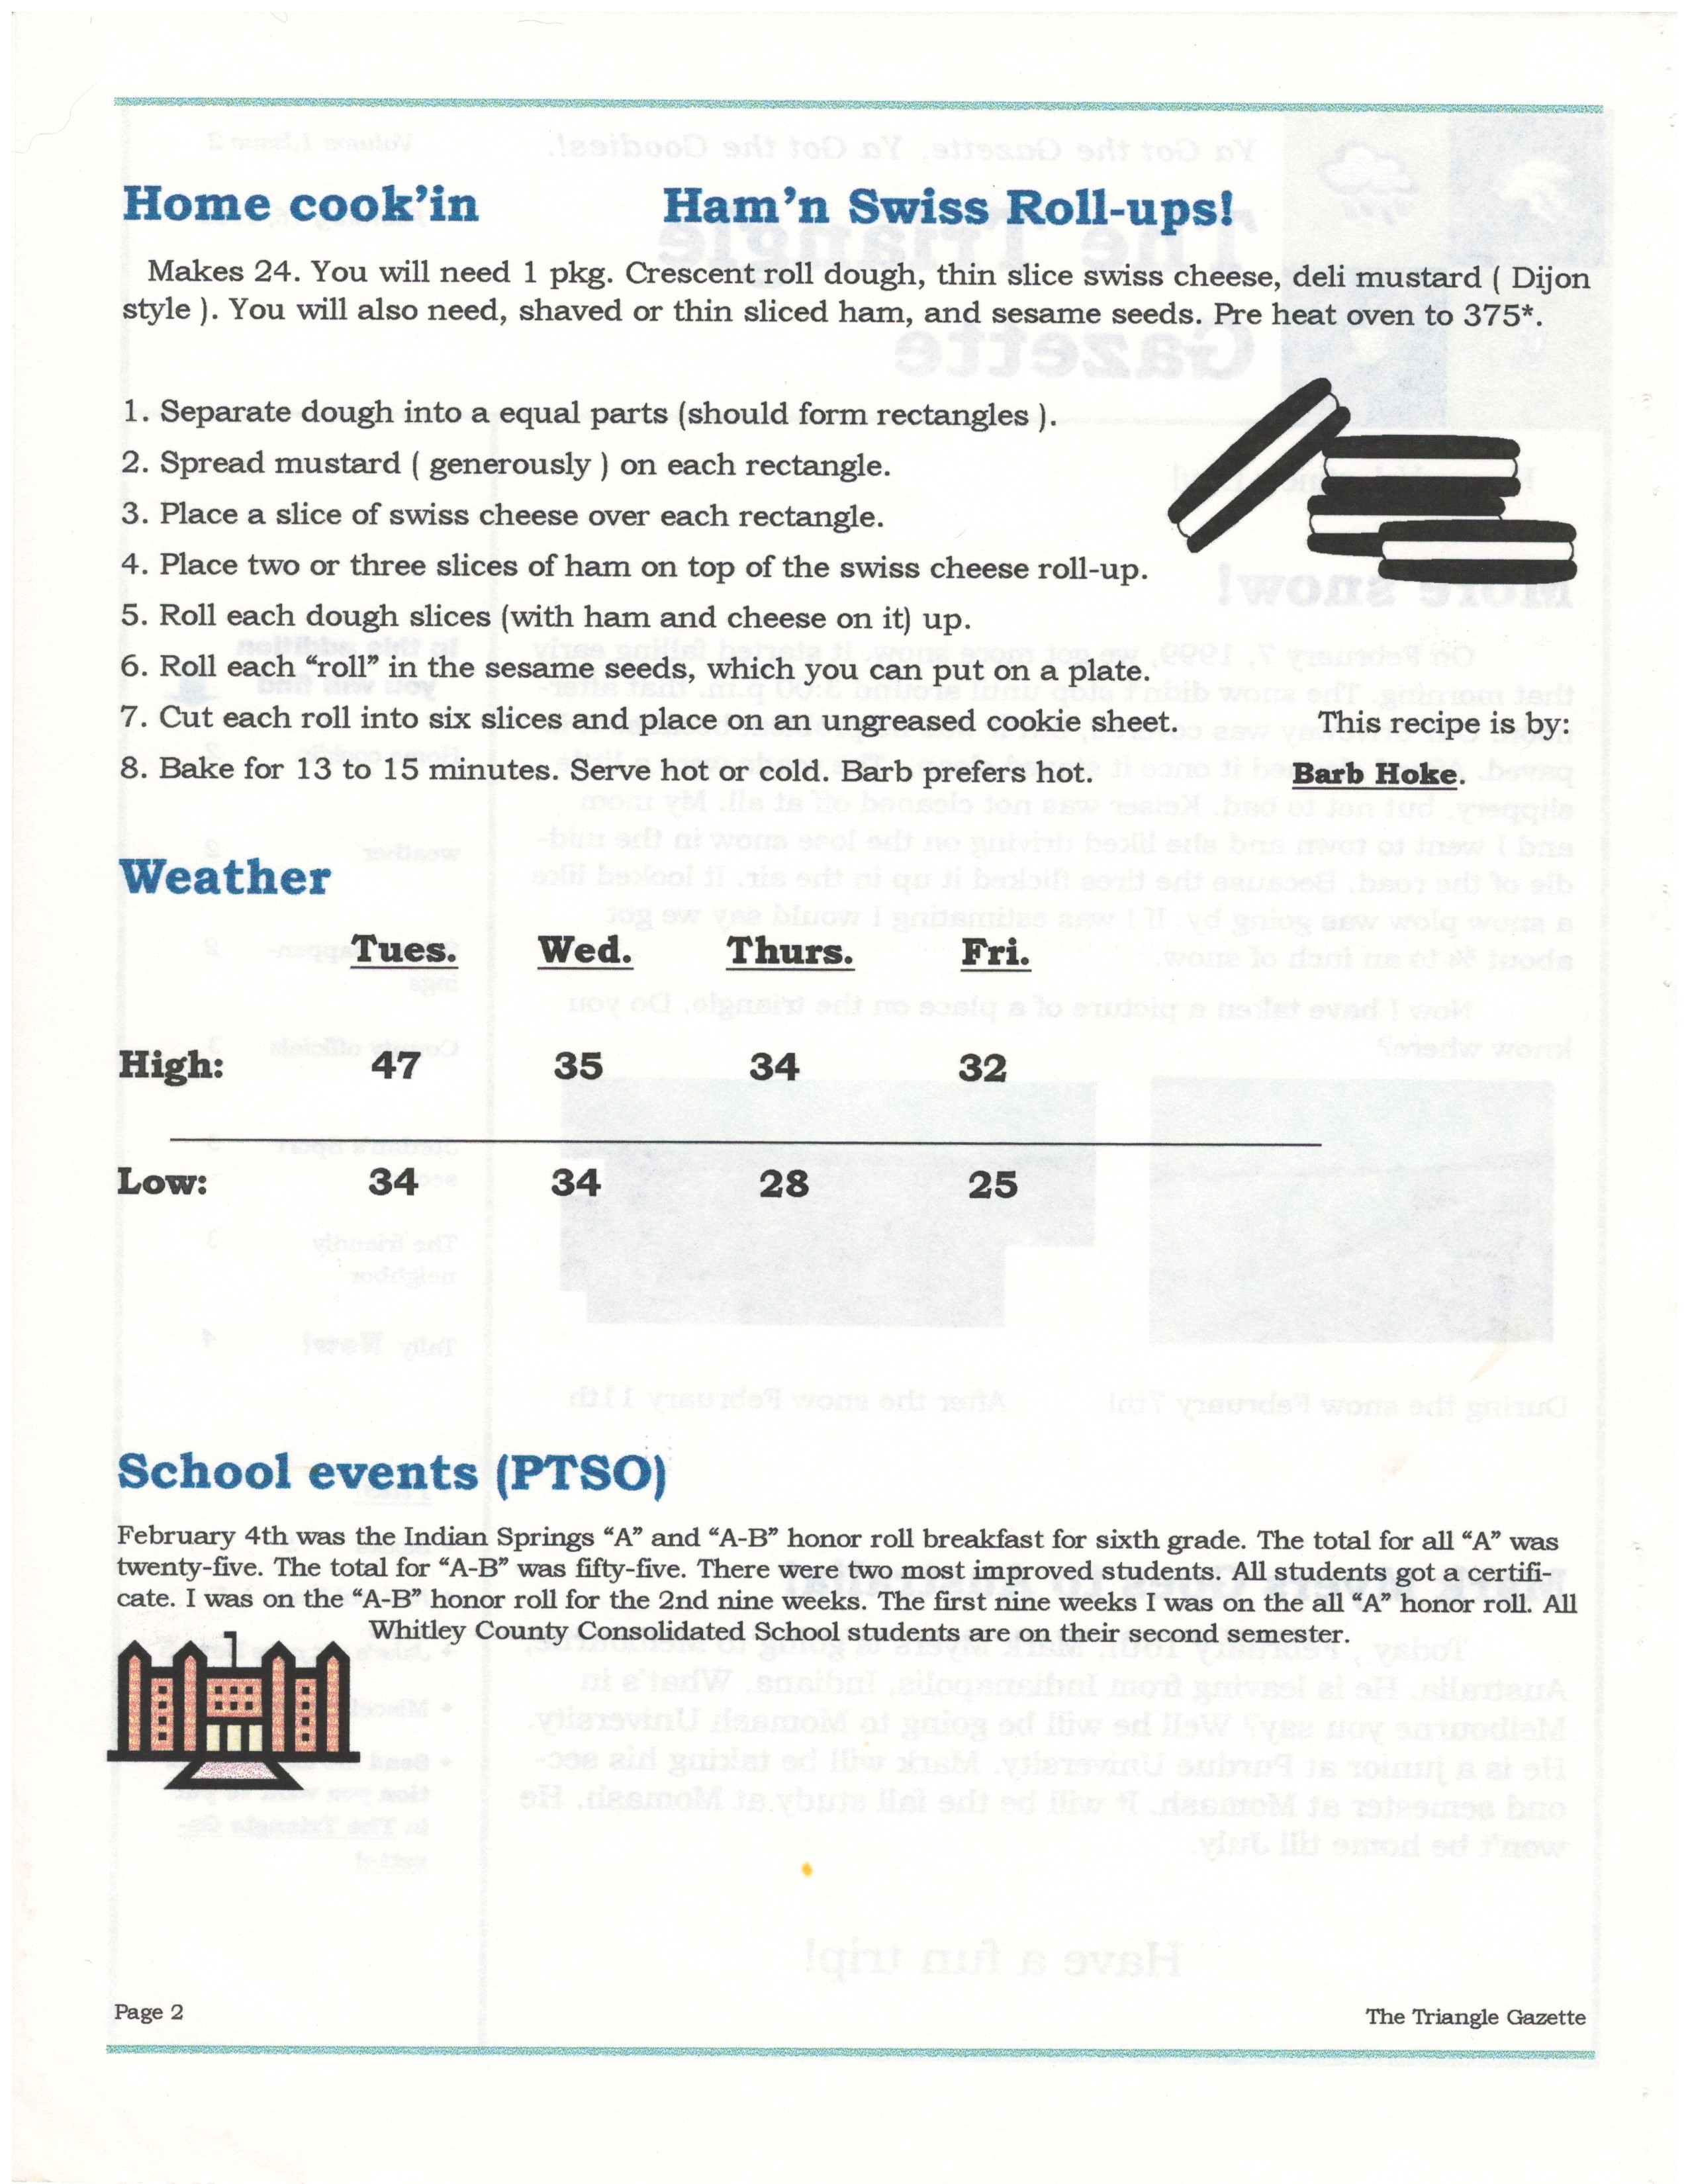 Home cook’in Ham’n Swiss Roll-ups!
Makes 24. You will need 1 pkg. Crescent roll dough, thin slice swiss cheese, deli mustard ( Dijon
style ). You will also need, shaved or thin sliced ham, and sesame seeds. Pre heat oven to 375*.
1. Separate dough into a equal parts (should form rectangles ).
2. Spread mustard ( generously ) on each rectangle.
3. Place a slice of swiss cheese over each rectangle.
4. Place two or three slices of ham on top of the swiss cheese roll-up.
5. Roll each dough slices (with ham and cheese on it) up.
6. Roll each “roll” in the sesame seeds, which you can put on a plate.
7. Cut each roll into six slices and place on an ungreased cookie sheet. This recipe is by:
8. Bake for 13 to 15 minutes. Serve hot or cold. Barb prefers hot. Barb Hoke.
Weather
Tues. Wed. Thurs. Fri.
High: 47 35 34 32
Low: 34 34 28 25
School events (PTSO)
February 4th was the Indian Springs “A” and “A-B” honor roll breakfast for sixth grade. The total for all “A” was
twenty-five. The total for “A-B” was fifty-five. There were two most improved students. All students got a certifi-
cate. I was on the “A-B” honor roll for the 2nd nine weeks. The first nine weeks I was on the all “A” honor roll. All
Whitley County Consolidated School students are on their second semester.
Page 2 The Triangle Gazette